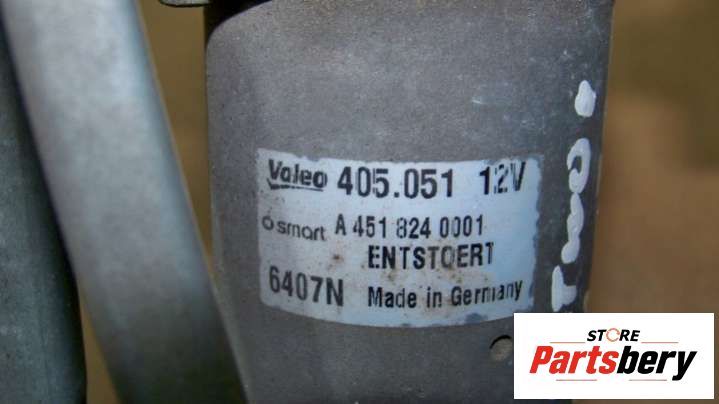 Valeo 405.051 12V
smart A 451 824 0001
ENTSTOERT
6407N Made in Germany
STORE
Partsbery